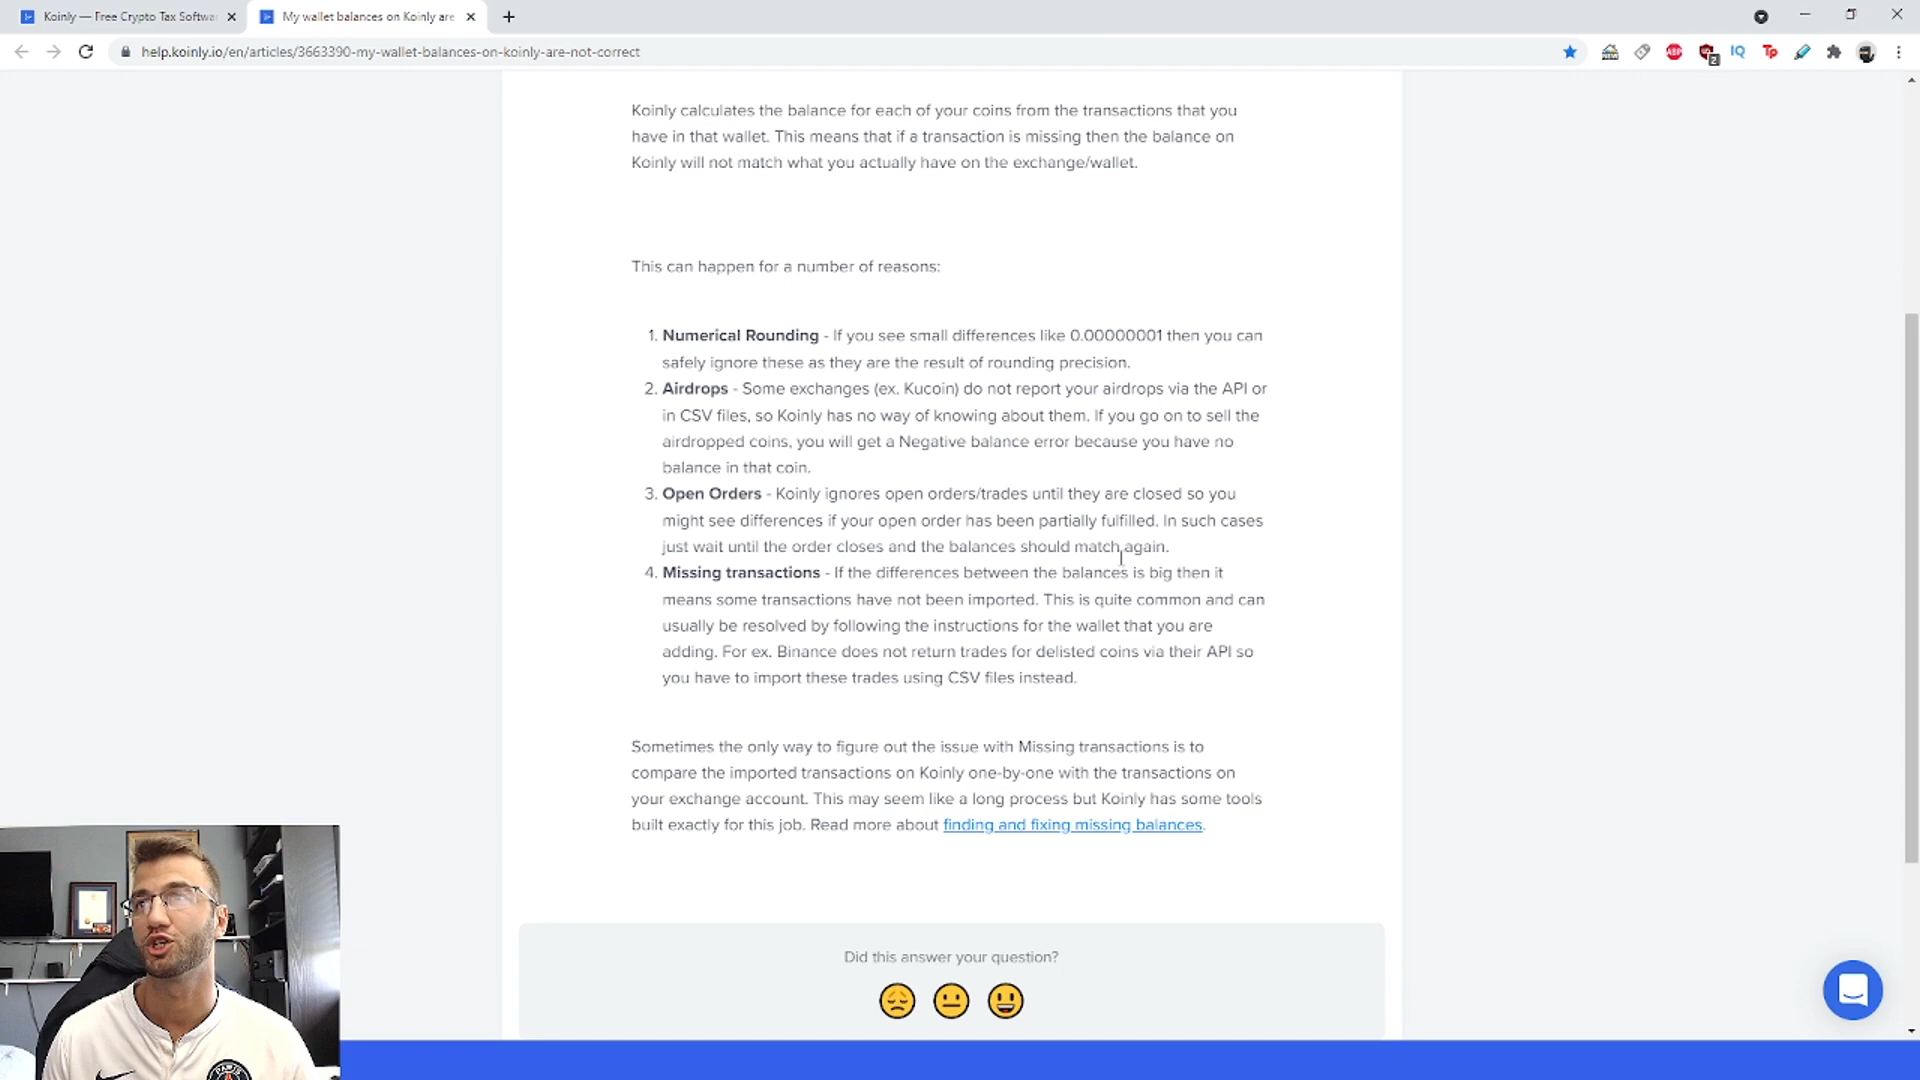 Koinly — Free Crypto Tax Softwa
My wallet balances on Koinly are
help.koinly.io/en/articles/3663390-my-wallet-balances-on-koinly-are-not-correct
ABP
2
IQ
Tp
Koinly calculates the balance for each of your coins from the transactions that you
have in that wallet. This means that if a transaction is missing then the balance on
Koinly will not match what you actually have on the exchange/wallet.
This can happen for a number of reasons:
1. Numerical Rounding - If you see small differences like 0.00000001 then you can
safely ignore these as they are the result of rounding precision.
2. Airdrops - Some exchanges (ex. Kucoin) do not report your airdrops via the API or
in CSV files, so Koinly has no way of knowing about them. If you go on to sell the
airdropped coins, you will get a Negative balance error because you have no
balance in that coin.
3. Open Orders - Koinly ignores open orders/trades until they are closed so you
might see differences if your open order has been partially fulfilled. In such cases
just wait until the order closes and the balances should match again.
4. Missing transactions - If the differences between the balances is big then it
means some transactions have not been imported. This is quite common and can
usually be resolved by following the instructions for the wallet that you are
adding. For ex. Binance does not return trades for delisted coins via their API so
you have to import these trades using CSV files instead.
Sometimes the only way to figure out the issue with Missing transactions is to
compare the imported transactions on Koinly one-by-one with the transactions on
your exchange account. This may seem like a long process but Koinly has some tools
built exactly for this job. Read more about finding and fixing missing balances.
Did this answer your question?
PARIS